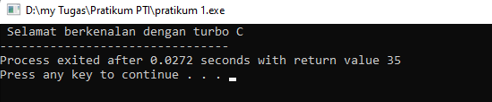 D:\my Tugas\Pratikum PTI\pratikum 1.exe
Selamat berkenalan dengan turbo C
--------------------------------
Process exited after 0.0272 seconds with return value 35
Press any key to continue . . .